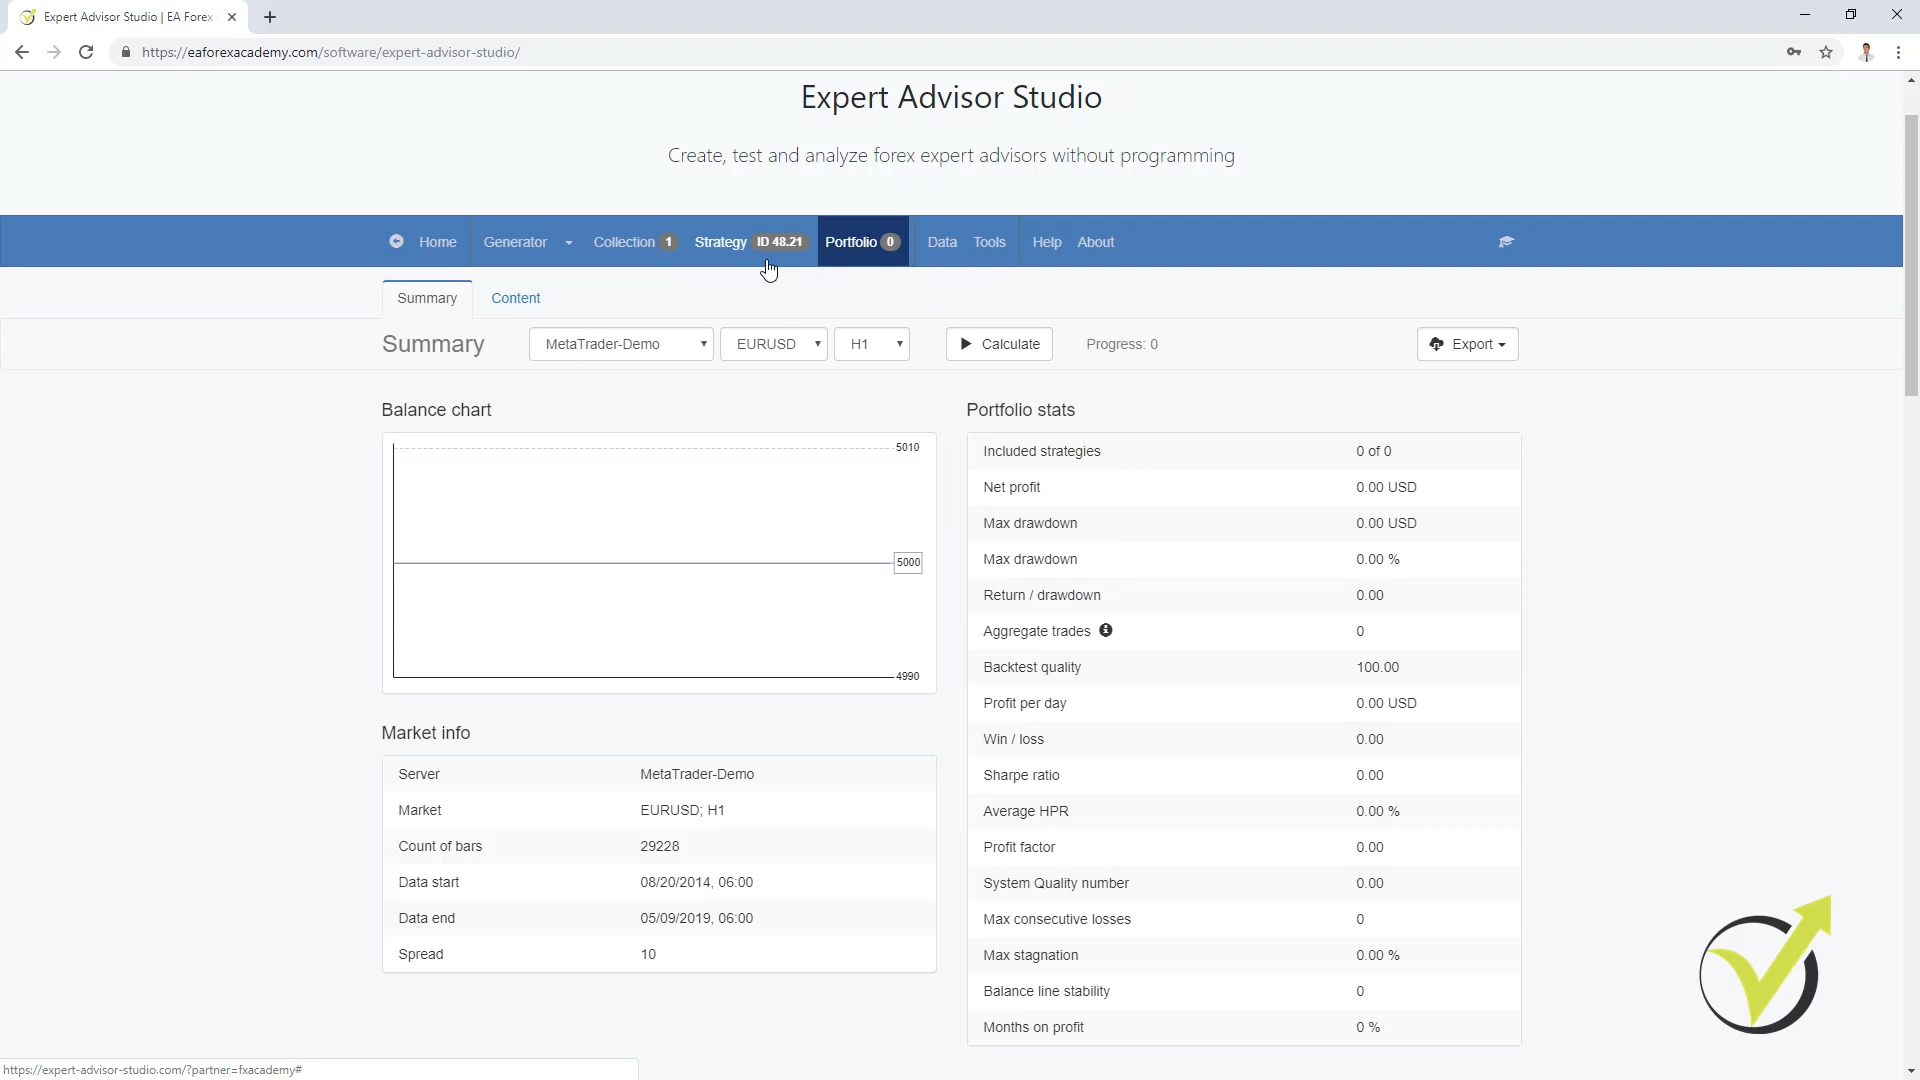 Expert Advisor Studio | EA Forex
https://eaforexacademy.com/software/expert-advisor-studio/
Expert Advisor Studio
Create, test and analyze forex expert advisors without programming
Home Generator Collection 1 Strategy ID 48.21 Portfolio 0 Data Tools Help About
Summary Content
Summary MetaTrader-Demo EURUSD H1 Calculate Progress: 0 Export
Balance chart
5010
5000
4990
Market info
Server MetaTrader-Demo
Market EURUSD; H1
Count of bars 29228
Data start 08/20/2014, 06:00
Data end 05/09/2019, 06:00
Spread 10
Portfolio stats
Included strategies 0 of 0
Net profit 0.00 USD
Max drawdown 0.00 USD
Max drawdown 0.00 %
Return / drawdown 0.00
Aggregate trades 0
Backtest quality 100.00
Profit per day 0.00 USD
Win / loss 0.00
Sharpe ratio 0.00
Average HPR 0.00 %
Profit factor 0.00
System Quality number 0.00
Max consecutive losses 0
Max stagnation 0.00 %
Balance line stability 0
Months on profit 0 %
https://expert-advisor-studio.com/?partner=fxacademy#